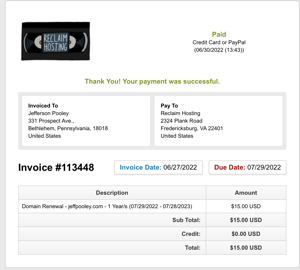 RECLAIM
HOSTING
Paid
Credit Card or PayPal
(06/30/2022 (13:43))
Thank You! Your payment was successful.
Invoiced To
Jefferson Pooley
331 Prospect Ave.,
Bethlehem, Pennsylvania, 18018
United States
Pay To
Reclaim Hosting
2324 Plank Road
Fredericksburg, VA 22401
United States
Invoice #113448
Invoice Date: 06/27/2022
Due Date: 07/29/2022
Description Amount
Domain Renewal - jeffpooley.com - 1 Year/s (07/29/2022 - 07/28/2023) $15.00 USD
Sub Total: $15.00 USD
Credit: $0.00 USD
Total: $15.00 USD